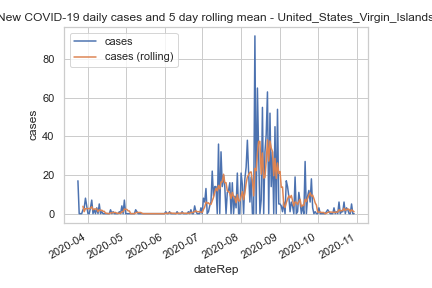 New COVID-19 daily cases and 5 day rolling mean - United_States_Virgin_Islands
cases
cases (rolling)
cases
80
60
40
20
0
2020-04
2020-05
2020-06
2020-07
2020-08
2020-09
2020-10
2020-11
dateRep